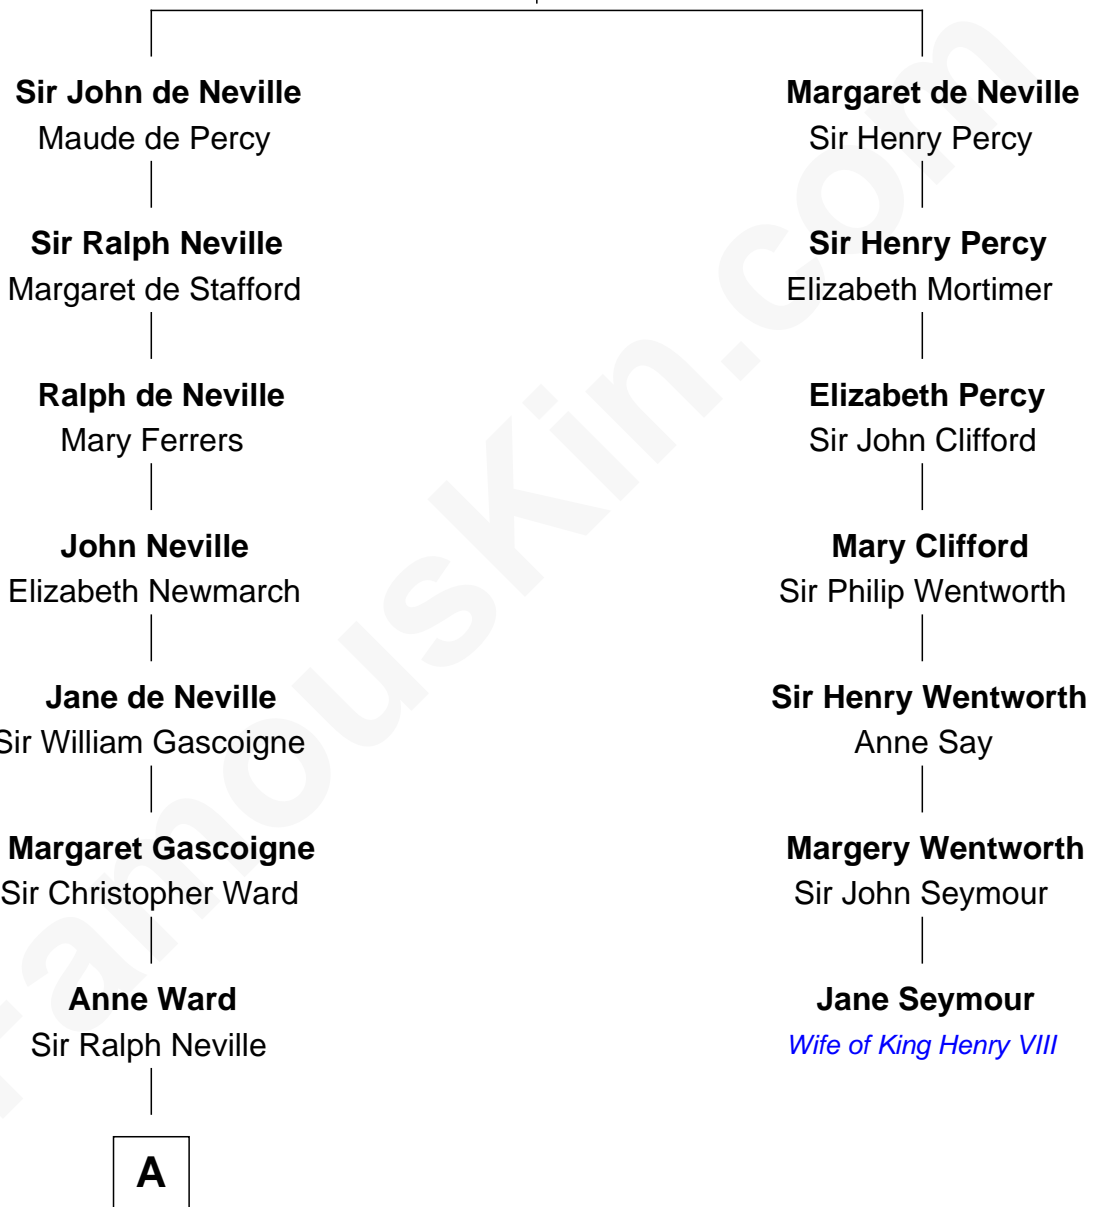 Sir John de Neville
Maude de Percy
Sir Ralph Neville
Margaret de Stafford
Ralph de Neville
Mary Ferrers
John Neville
Elizabeth Newmarch
Jane de Neville
Sir William Gascoigne
Margaret Gascoigne
Sir Christopher Ward
Anne Ward
Sir Ralph Neville
A
Margaret de Neville
Sir Henry Percy
Sir Henry Percy
Elizabeth Mortimer
Elizabeth Percy
Sir John Clifford
Mary Clifford
Sir Philip Wentworth
Sir Henry Wentworth
Anne Say
Margery Wentworth
Sir John Seymour
Jane Seymour
Wife of King Henry VIII
FamousKin.com